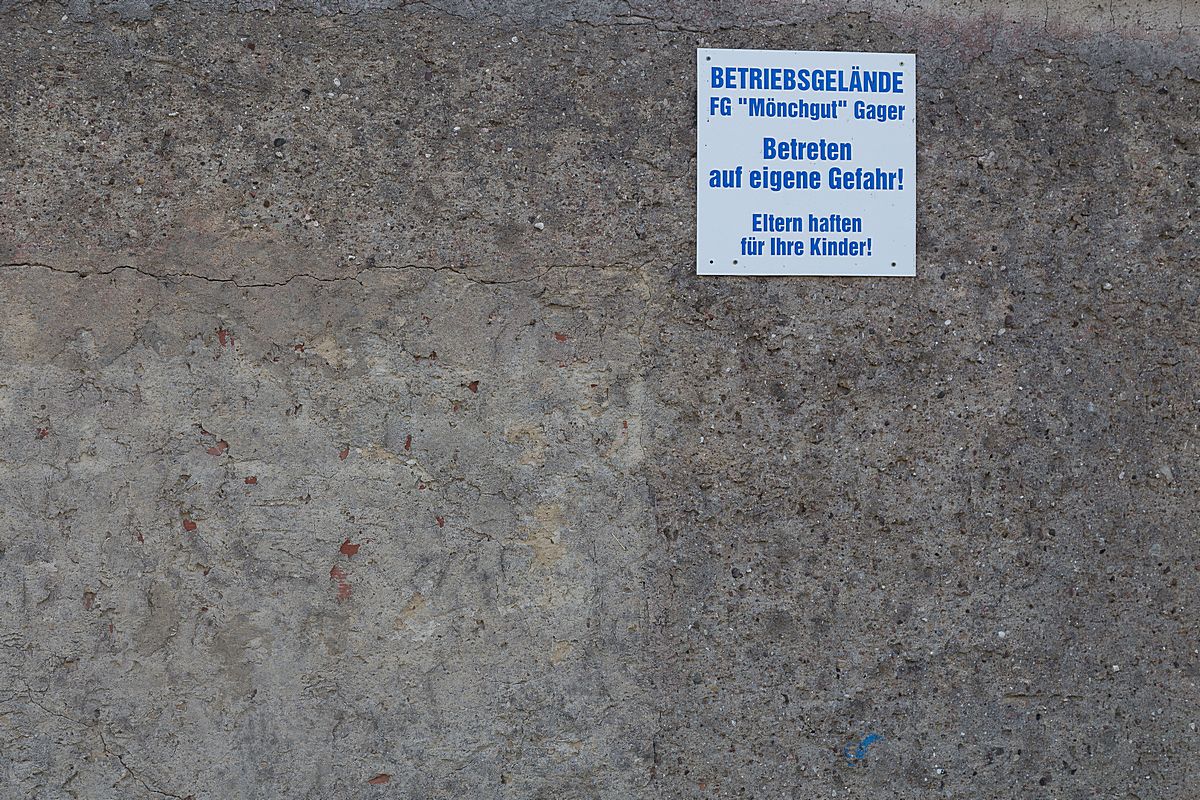 BETRIEBSGELÄNDE
FG "Mönchgut" Gager
Betreten
auf eigene Gefahr!
Eltern haften
für Ihre Kinder!